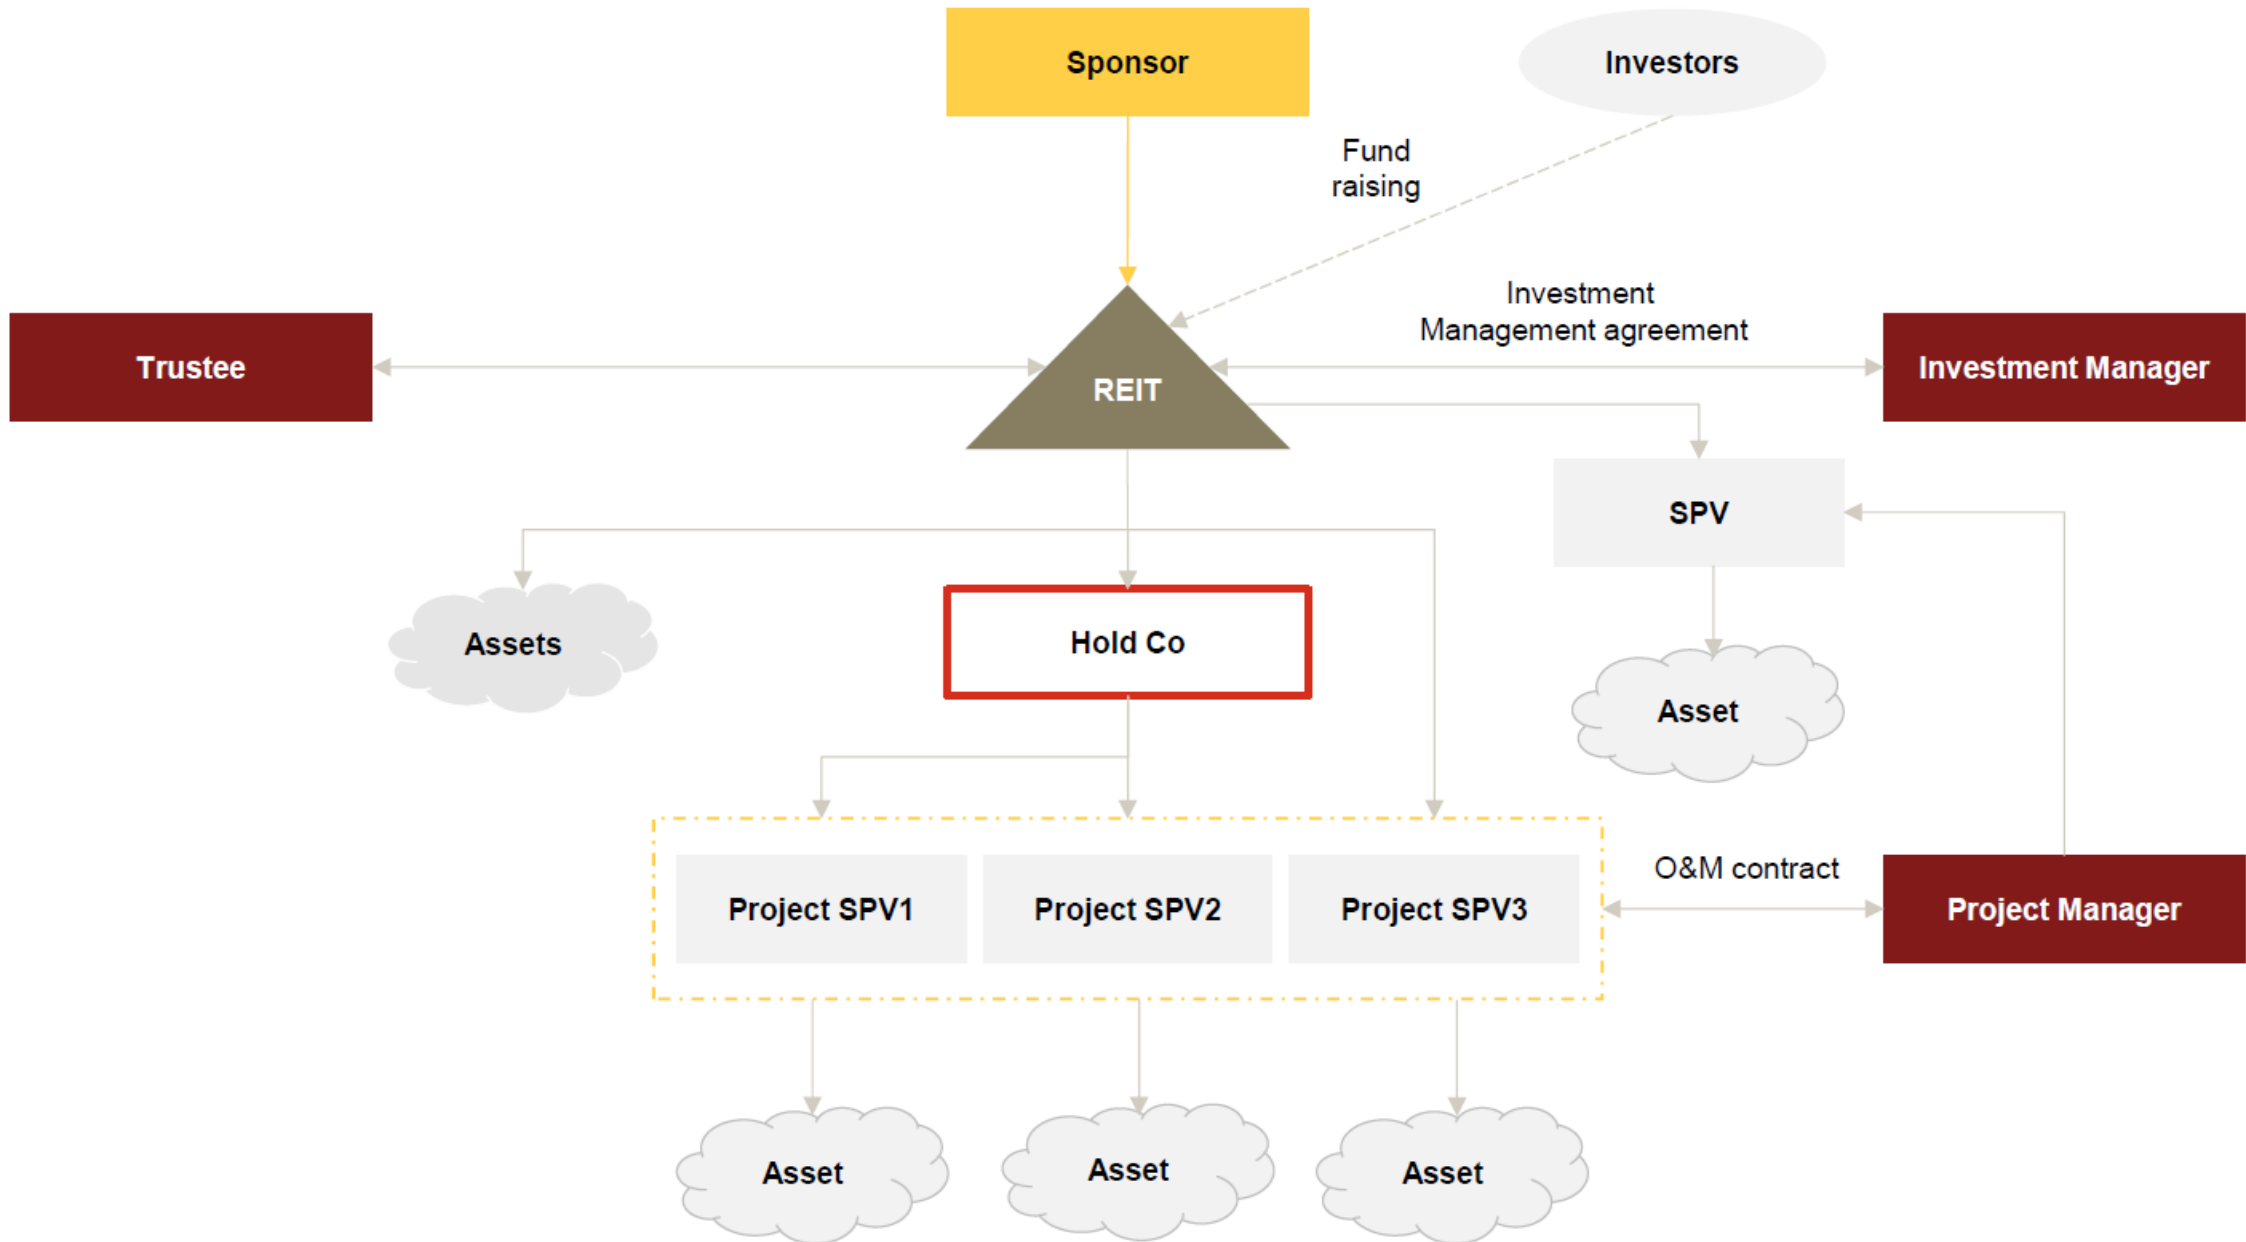 Sponsor
Investors
Fund
raising
Investment
Management agreement
Trustee
REIT
Investment Manager
SPV
Assets
Hold Co
Asset
O&M contract
Project SPV1
Project SPV2
Project SPV3
Project Manager
Asset
Asset
Asset